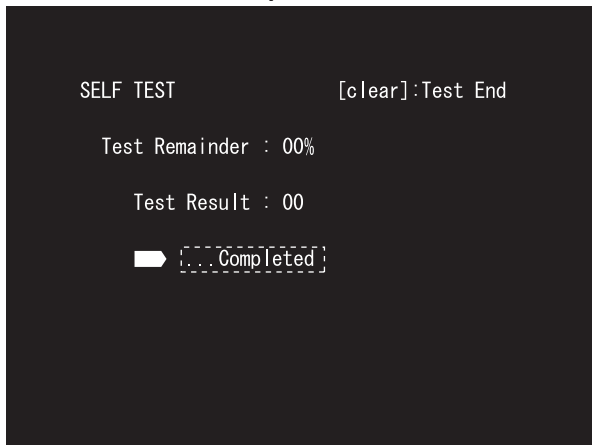 SELF TEST [clear]:Test End
Test Remainder : 00%
Test Result : 00
...Completed